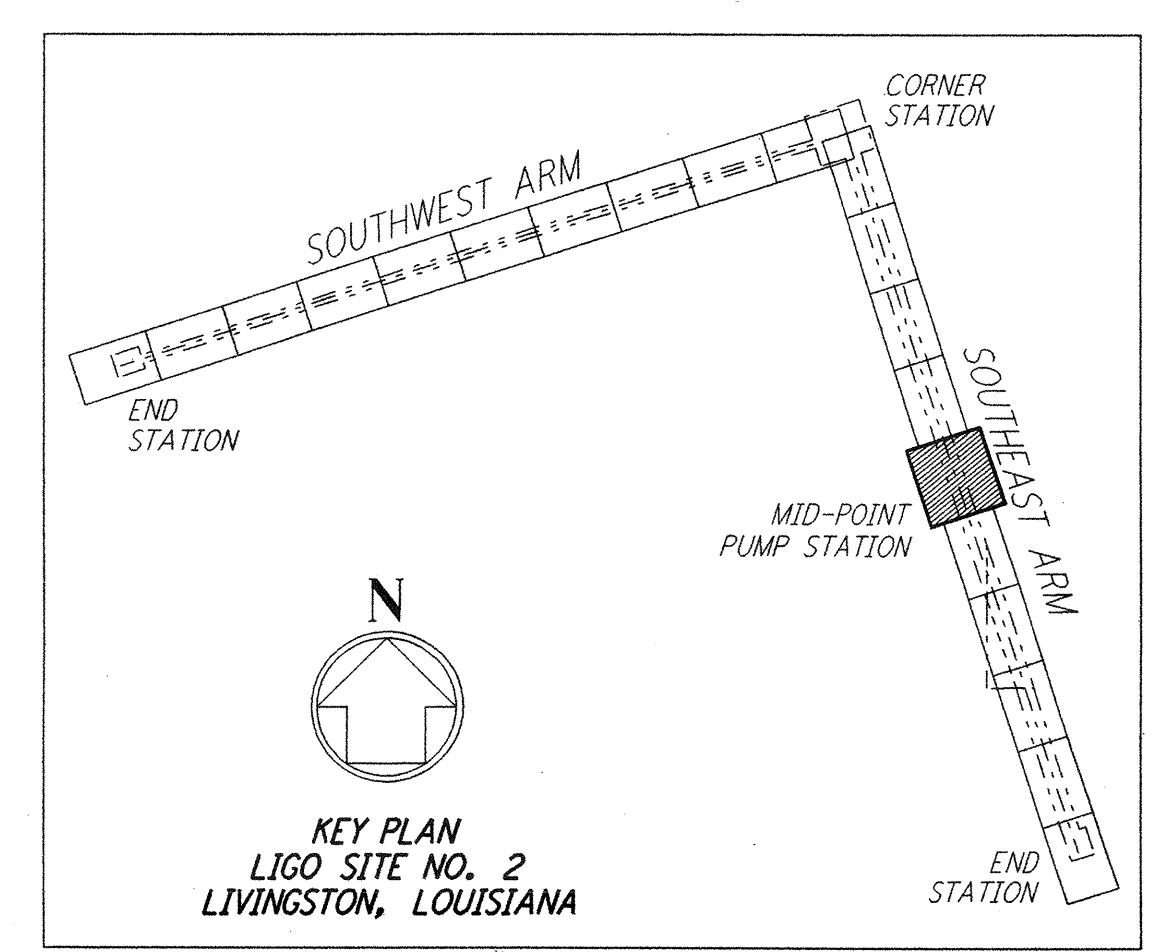 CORNER
STATION
SOUTHWEST ARM
END
STATION
SOUTHEAST ARM
MID-POINT
PUMP STATION
N
KEY PLAN
LIGO SITE NO. 2
LIVINGSTON, LOUISIANA
END
STATION